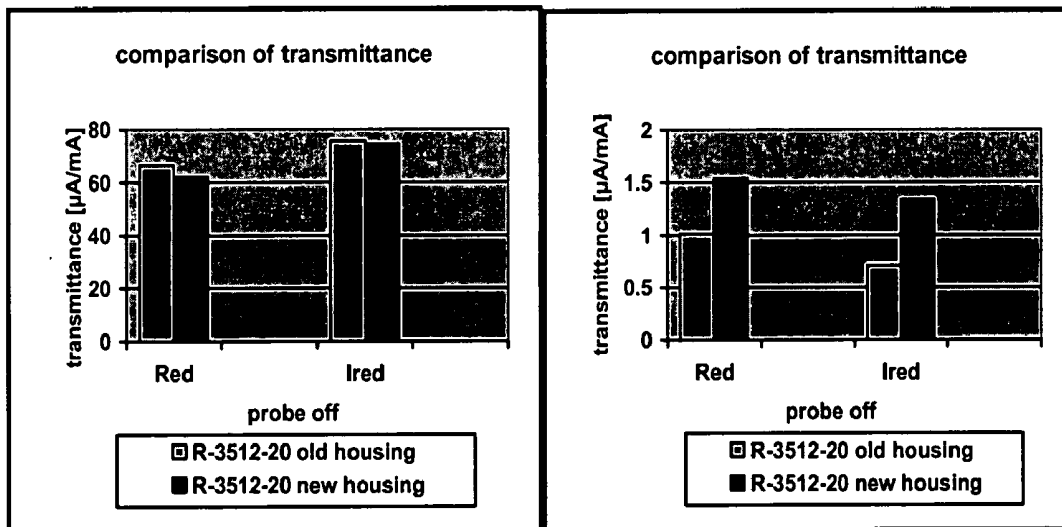 comparison of transmittance
transmittance [µA/mA]
80
60
40
20
0
Red Ired
probe off
R-3512-20 old housing
R-3512-20 new housing
comparison of transmittance
transmittance [µA/mA]
2
1.5
1
0.5
0
Red Ired
probe off
R-3512-20 old housing
R-3512-20 new housing